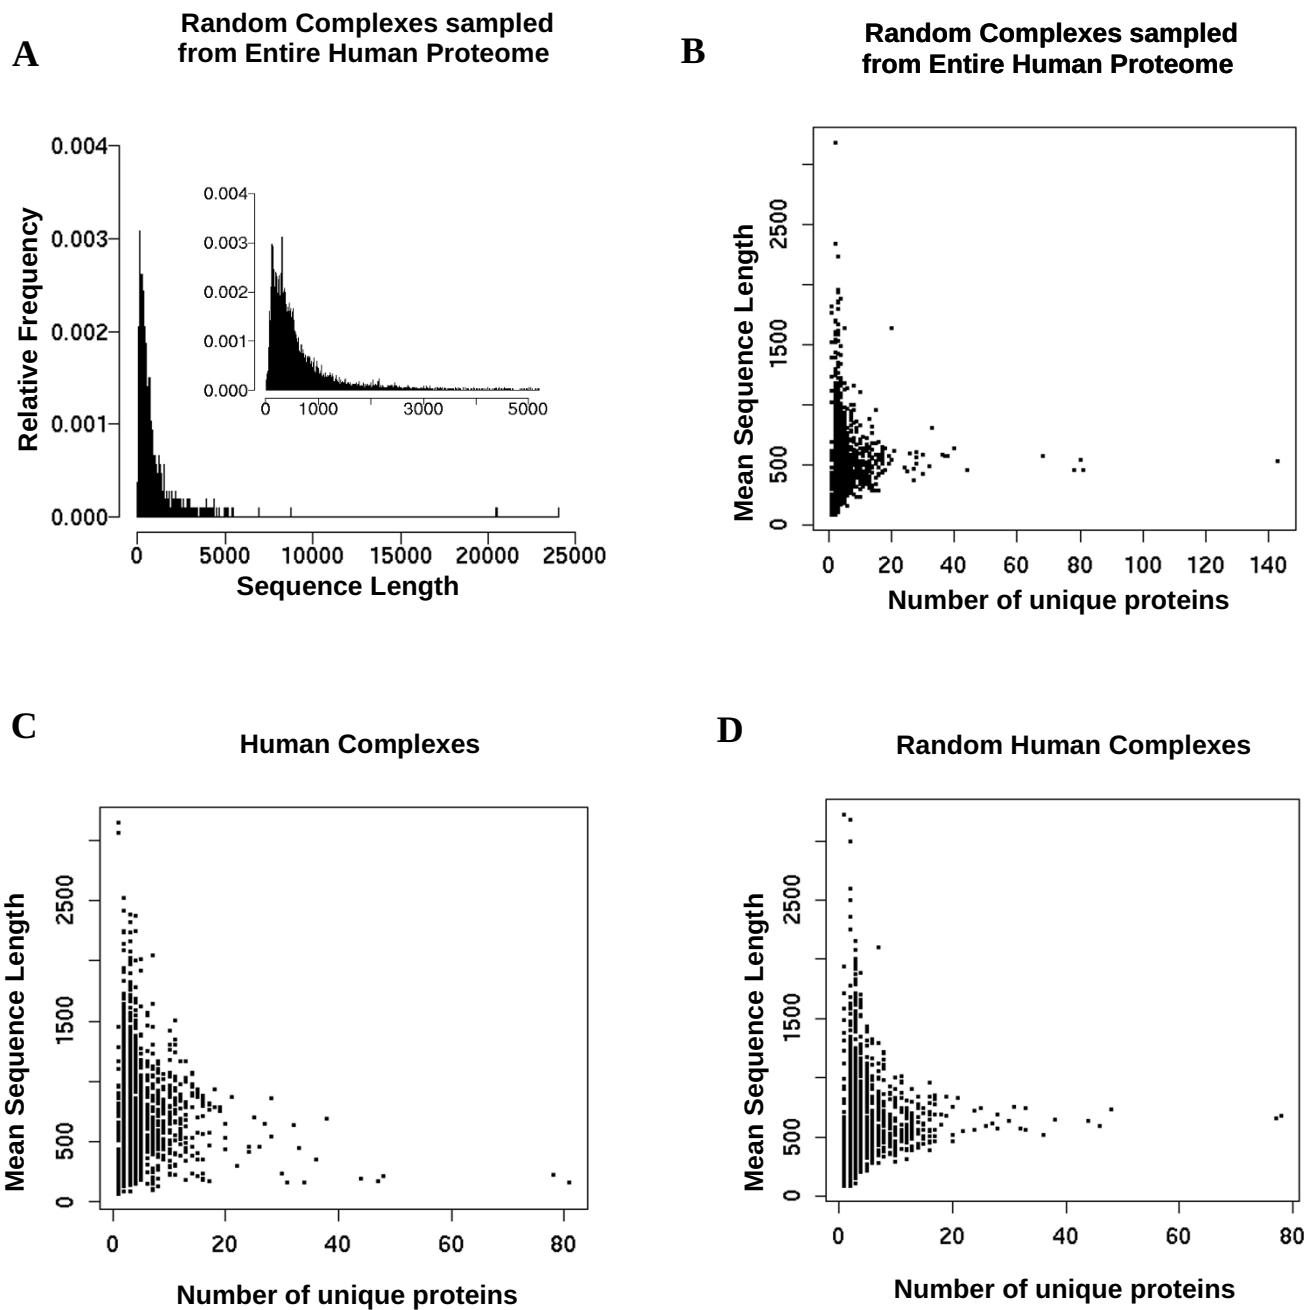 A
Random Complexes sampled
from Entire Human Proteome
Relative Frequency
0.004
0.003
0.002
0.001
0.000
0.004
0.003
0.002
0.001
0.000
0 1000 3000 5000
0 5000 10000 15000 20000 25000
Sequence Length
B
Random Complexes sampled
from Entire Human Proteome
Mean Sequence Length
2500
1500
500
0
0 20 40 60 80 100 120 140
Number of unique proteins
C
Human Complexes
Mean Sequence Length
2500
1500
500
0
0 20 40 60 80
Number of unique proteins
D
Random Human Complexes
Mean Sequence Length
2500
1500
500
0
0 20 40 60 80
Number of unique proteins